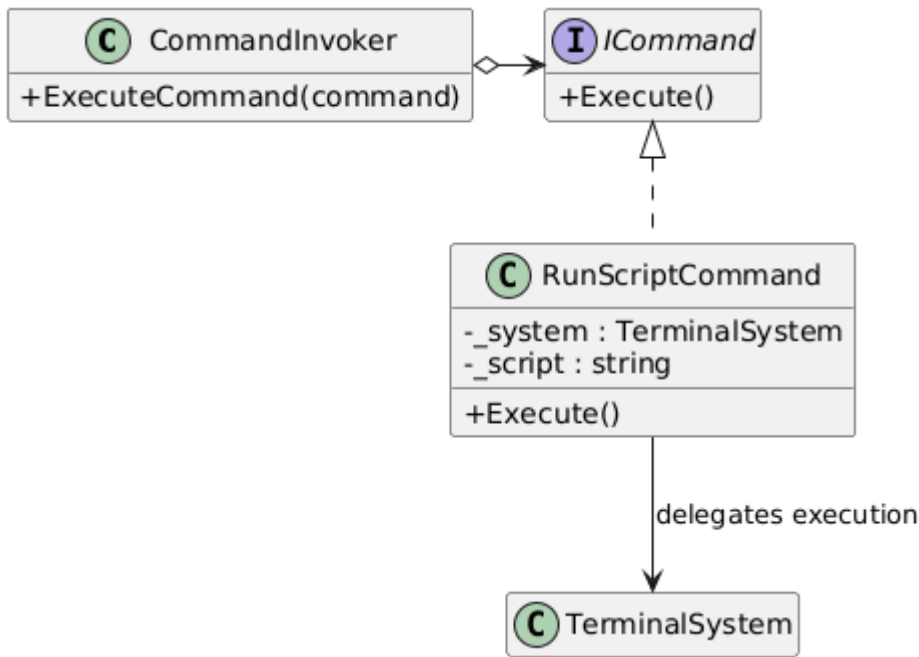 C CommandInvoker
+ExecuteCommand(command)
I ICommand
+Execute()
C RunScriptCommand
-_system : TerminalSystem
-_script : string
+Execute()
delegates execution
C TerminalSystem